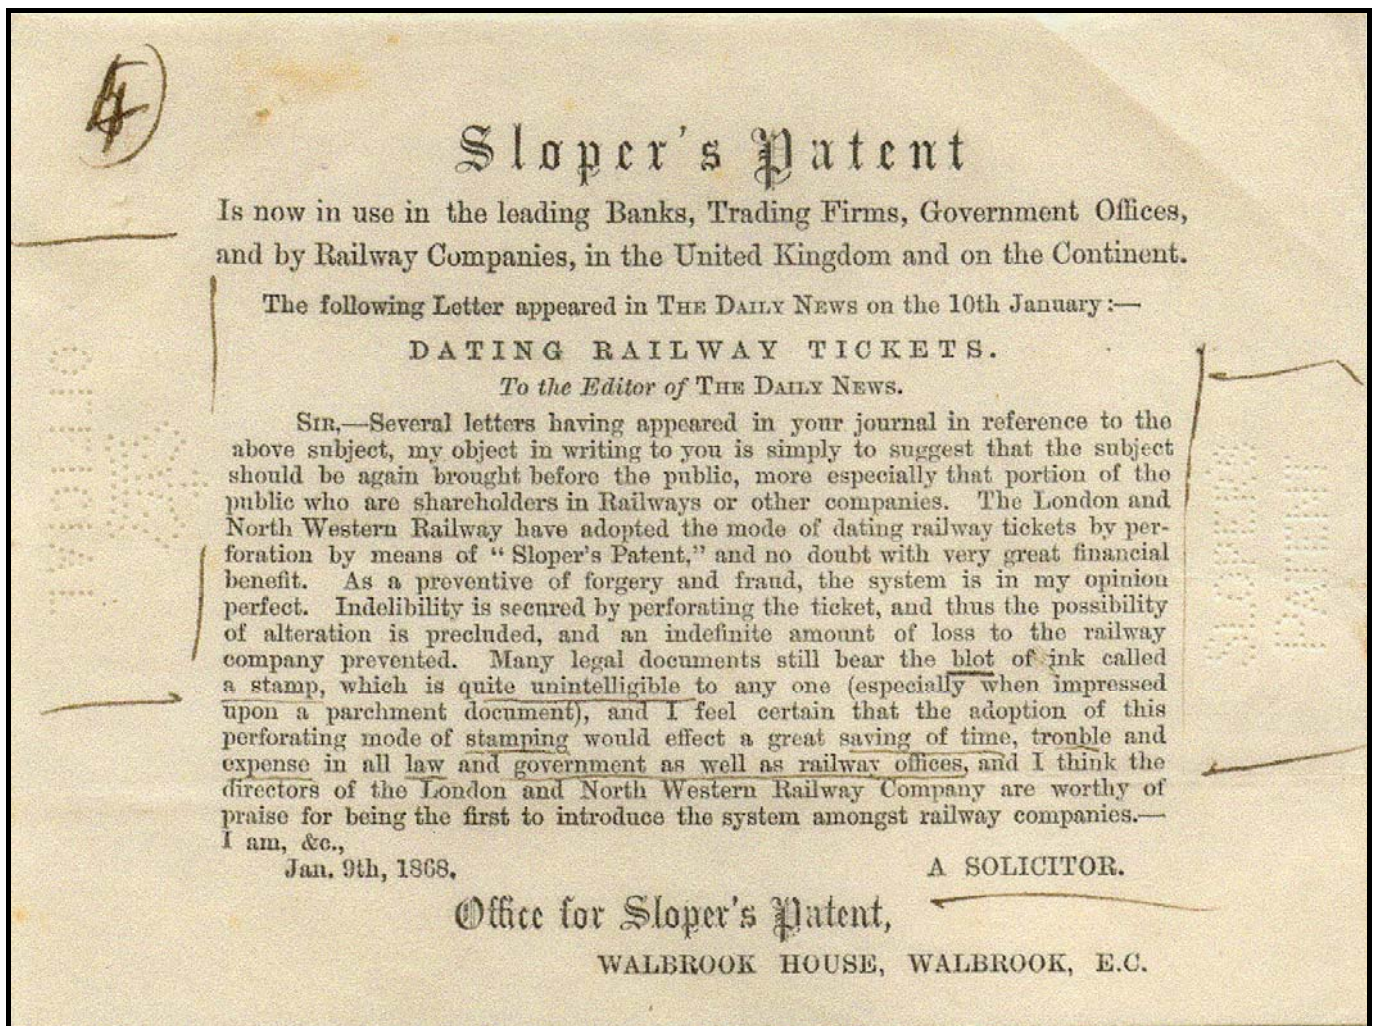 4
Sloper's Patent
Is now in use in the leading Banks, Trading Firms, Government Offices,
and by Railway Companies, in the United Kingdom and on the Continent.
The following Letter appeared in THE DAILY NEWS on the 10th January:—
DATING RAILWAY TICKETS.
To the Editor of THE DAILY NEWS.
SIR,—Several letters having appeared in your journal in reference to the
above subject, my object in writing to you is simply to suggest that the subject
should be again brought before the public, more especially that portion of the
public who are shareholders in Railways or other companies. The London and
North Western Railway have adopted the mode of dating railway tickets by per-
foration by means of “Sloper's Patent,” and no doubt with very great financial
benefit. As a preventive of forgery and fraud, the system is in my opinion
perfect. Indelibility is secured by perforating the ticket, and thus the possibility
of alteration is precluded, and an indefinite amount of loss to the railway
company prevented. Many legal documents still bear the blot of ink called
a stamp, which is quite unintelligible to any one (especially when impressed
upon a parchment document), and I feel certain that the adoption of this
perforating mode of stamping would effect a great saving of time, trouble and
expense in all law and government as well as railway offices, and I think the
directors of the London and North Western Railway Company are worthy of
praise for being the first to introduce the system amongst railway companies.—
I am, &c.,
Jan. 9th, 1868.
A SOLICITOR.
Office for Sloper's Patent,
WALBROOK HOUSE, WALBROOK, E.C.